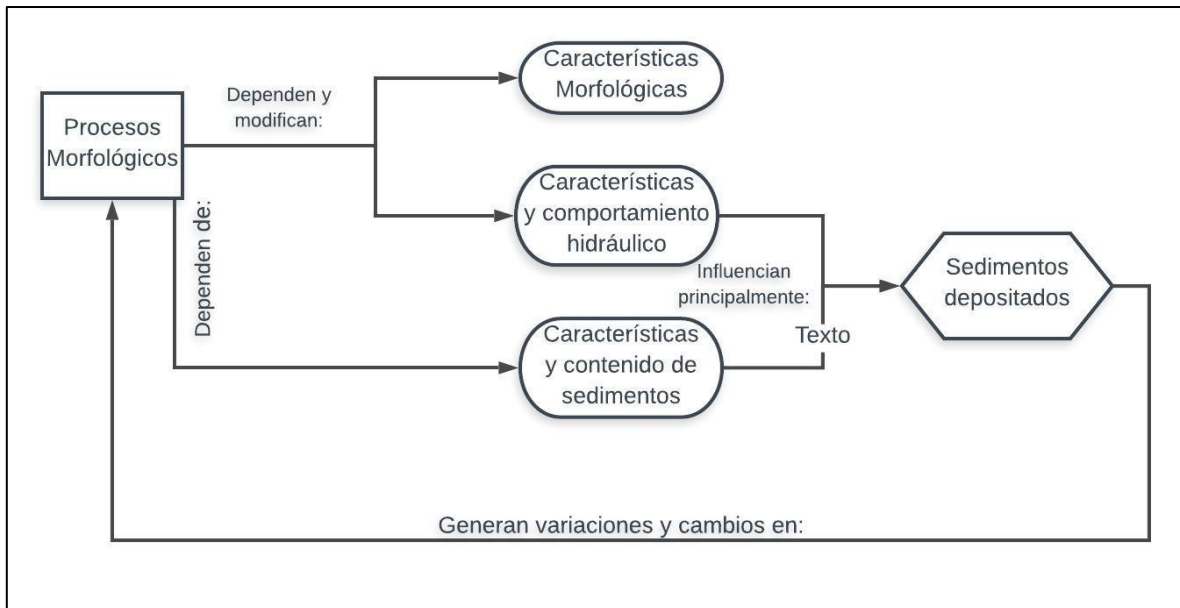 Características
Morfológicas
Dependen y
modifican:
Procesos
Morfológicos
Características
y comportamiento
hidráulico
Dependen de:
Influencian
principalmente:
Sedimentos
depositados
Texto
Características
y contenido de
sedimentos
Generan variaciones y cambios en: